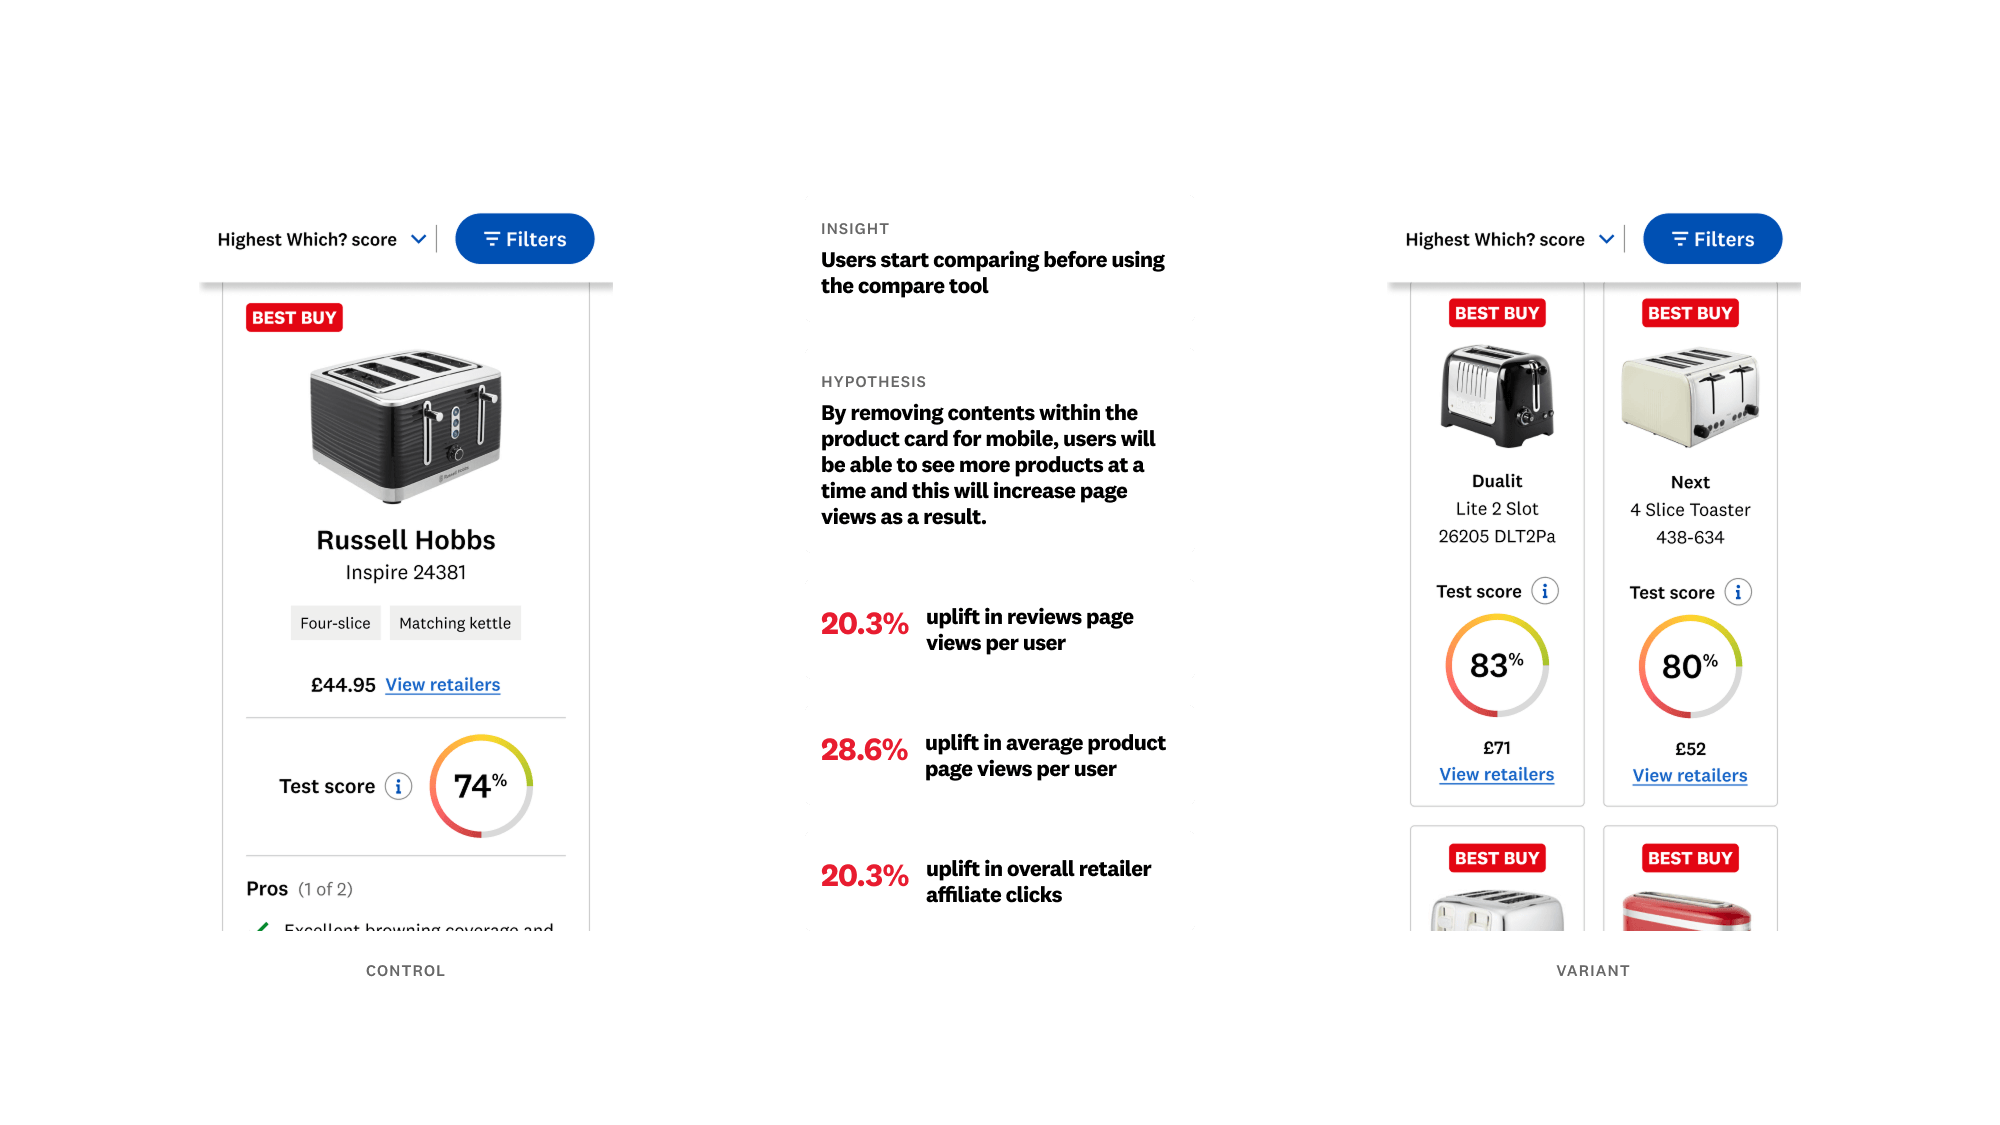 Highest Which? score
Filters
BEST BUY
Russell Hobbs
Inspire 24381
Four-slice
Matching kettle
£44.95 View retailers
Test score i 74%
Pros (1 of 2)
Excellent browning coverage and
CONTROL
INSIGHT
Users start comparing before using
the compare tool
HYPOTHESIS
By removing contents within the
product card for mobile, users will
be able to see more products at a
time and this will increase page
views as a result.
20.3% uplift in reviews page
views per user
28.6% uplift in average product
page views per user
20.3% uplift in overall retailer
affiliate clicks
Highest Which? score
Filters
BEST BUY
Dualit
Lite 2 Slot
26205 DLT2Pa
Test score i
83%
£71
View retailers
BEST BUY
Next
4 Slice Toaster
438-634
Test score i
80%
£52
View retailers
BEST BUY
BEST BUY
VARIANT